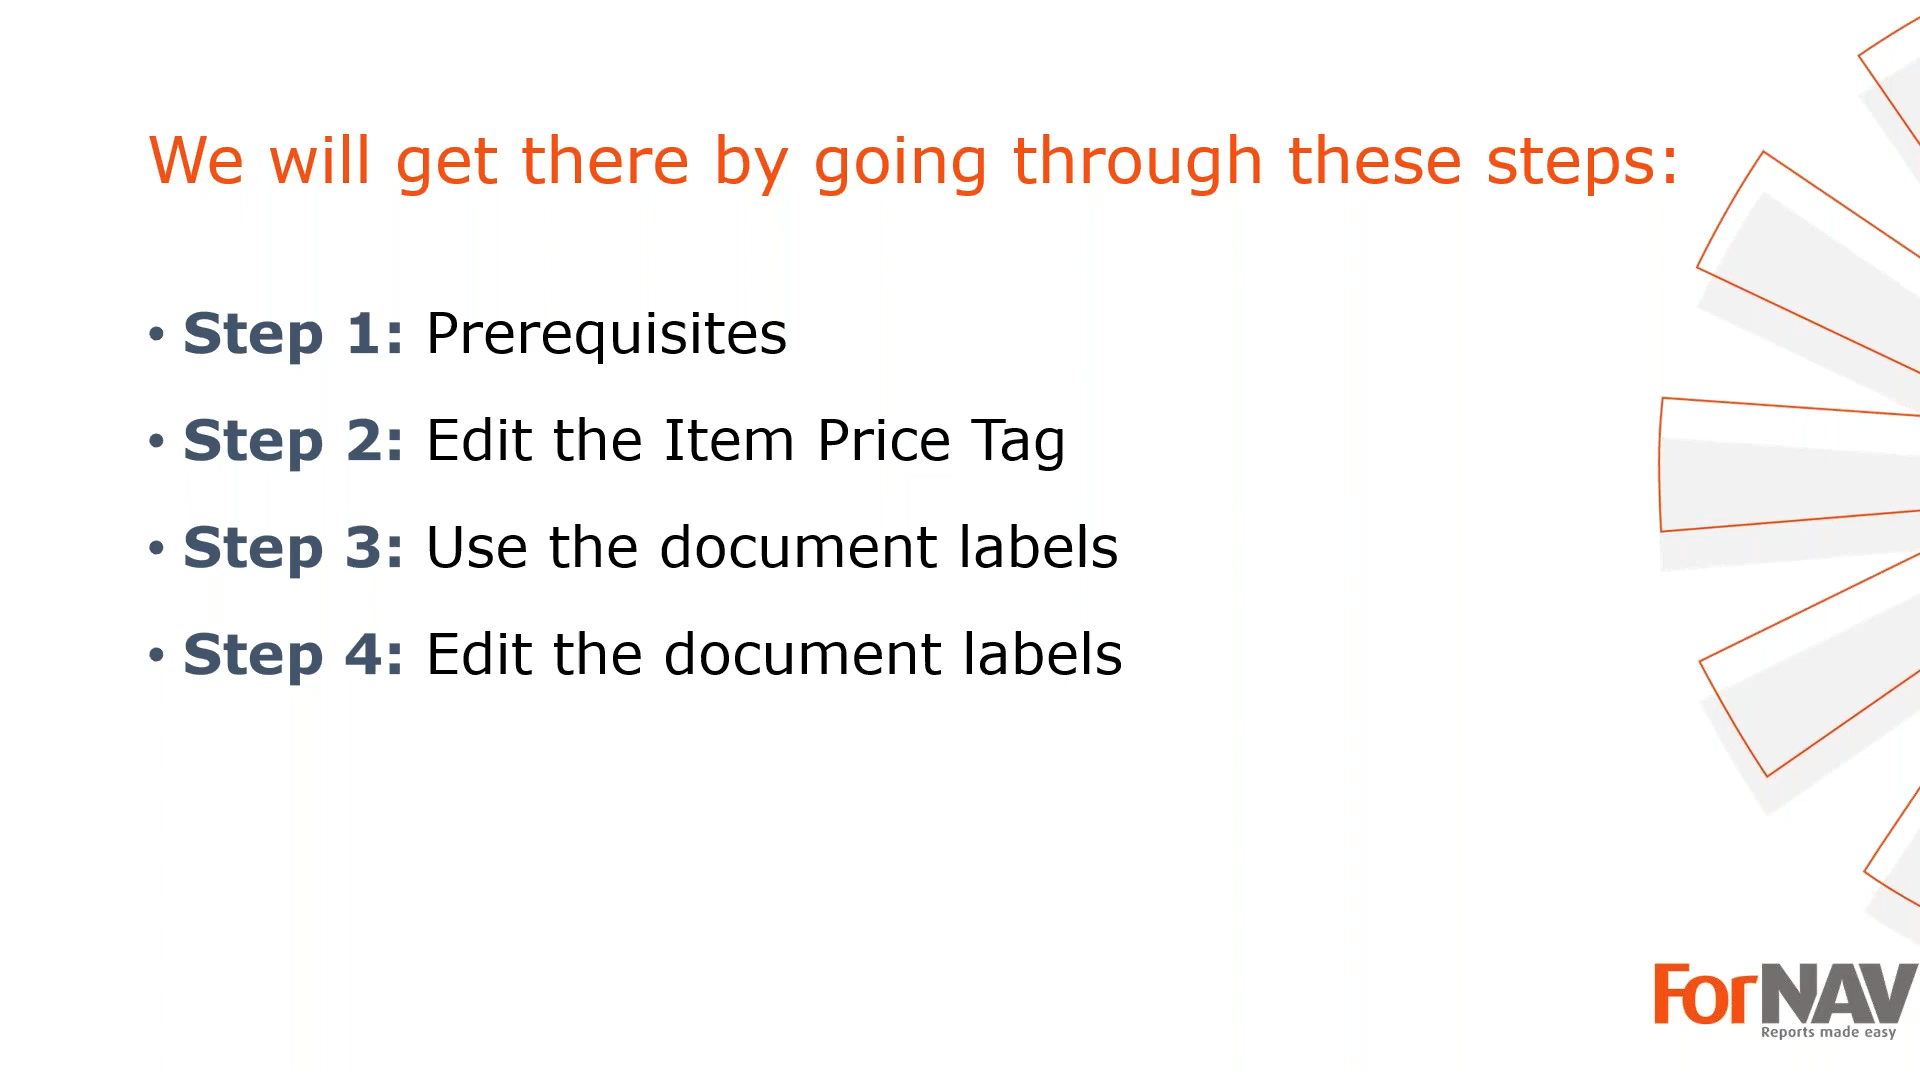 We will get there by going through these steps:
• Step 1: Prerequisites
• Step 2: Edit the Item Price Tag
• Step 3: Use the document labels
• Step 4: Edit the document labels
ForNAV
Reports made easy